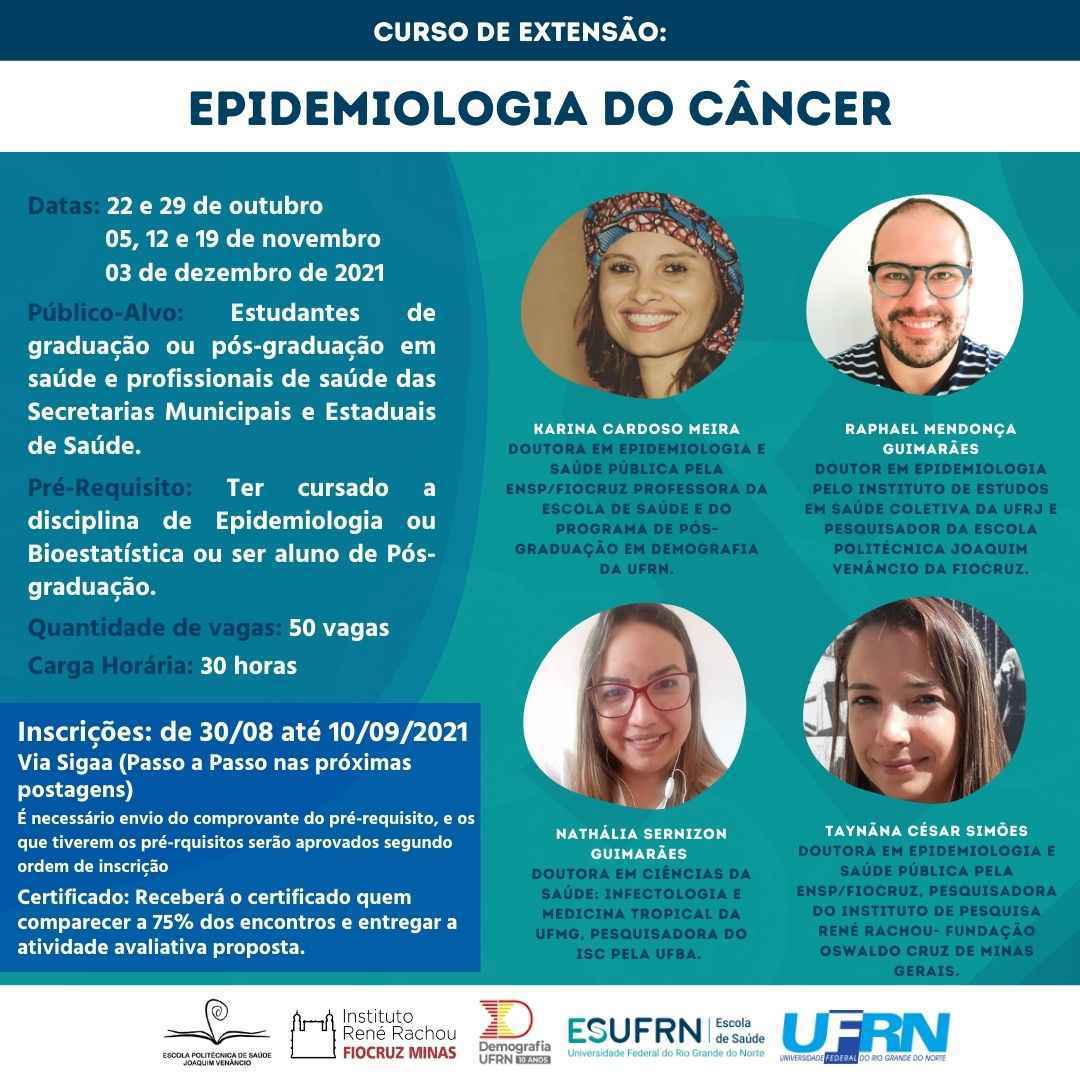 CURSO DE EXTENSÃO:
EPIDEMIOLOGIA DO CÂNCER
Datas: 22 e 29 de outubro
05, 12 e 19 de novembro
03 de dezembro de 2021
Público-Alvo: Estudantes de
graduação ou pós-graduação em
saúde e profissionais de saúde das
Secretarias Municipais e Estaduais
de Saúde.
Pré-Requisito: Ter cursado a
disciplina de Epidemiologia ou
Bioestatística ou ser aluno de Pós-
graduação.
Quantidade de vagas: 50 vagas
Carga Horária: 30 horas
Inscrições: de 30/08 até 10/09/2021
Via Sigaa (Passo a Passo nas próximas
postagens)
É necessário envio do comprovante do pré-requisito, e os
que tiverem os pré-rquisitos serão aprovados segundo
ordem de inscrição
Certificado: Receberá o certificado quem
comparecer a 75% dos encontros e entregar a
atividade avaliativa proposta.
KARINA CARDOSO MEIRA
DOUTORA EM EPIDEMIOLOGIA E
SAÚDE PÚBLICA PELA
ENSP/FIOCRUZ PROFESSORA DA
ESCOLA DE SAÚDE E DO
PROGRAMA DE PÓS-
GRADUAÇÃO EM DEMOGRAFIA
DA UFRN.
RAPHAEL MENDONÇA
GUIMARÃES
DOUTOR EM EPIDEMIOLOGIA
PELO INSTITUTO DE ESTUDOS
EM SAÚDE COLETIVA DA UFRJ E
PESQUISADOR DA ESCOLA
POLITÉCNICA JOAQUIM
VENÂNCIO DA FIOCRUZ.
NATHÁLIA SERNIZON
GUIMARÃES
DOUTORA EM CIÊNCIAS DA
SAÚDE: INFECTOLOGIA E
MEDICINA TROPICAL DA
UFMG, PESQUISADORA DO
ISC PELA UFBA.
TAYNÃNA CÉSAR SIMÕES
DOUTORA EM EPIDEMIOLOGIA E
SAÚDE PÚBLICA PELA
ENSP/FIOCRUZ, PESQUISADORA
DO INSTITUTO DE PESQUISA
RENÉ RACHOU- FUNDAÇÃO
OSWALDO CRUZ DE MINAS
GERAIS.
ESCOLA POLITÉCNICA DE SAÚDE
JOAQUIM VENÂNCIO
Instituto
René Rachou
FIOCRUZ MINAS
Demografia
UFRN 10 ANOS
ESUFRN Escola
de Saúde
Universidade Federal do Rio Grande do Norte
UFRN
UNIVERSIDADE FEDERAL DO RIO GRANDE DO NORTE